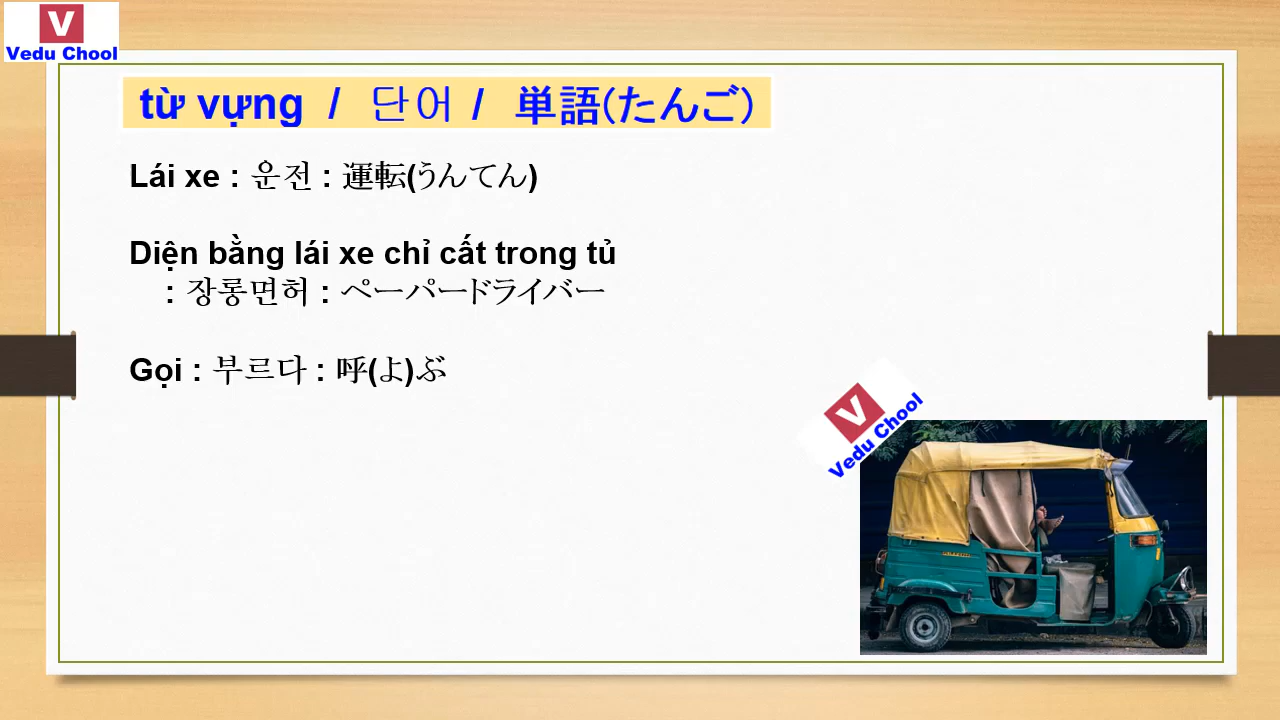 V
Vedu Chool
từ vựng / 단어 / 単語(たんご)
Lái xe : 운전 : 運転(うんてん)
Diện bằng lái xe chỉ cất trong tủ
: 장롱면허 : ペーパードライバー
Gọi : 부르다 : 呼(よ)ぶ
V
Vedu Chool